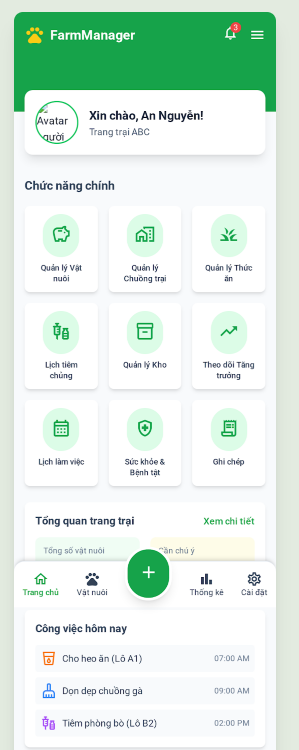 FarmManager
3
Avatar
gười
Xin chào, An Nguyễn!
Trang trại ABC
Chức năng chính
Quản lý Vật
nuôi
Quản lý
Chuồng trại
Quản lý Thức
ăn
Lịch tiêm
chủng
Quản lý Kho
Theo dõi Tăng
trưởng
Lịch làm việc
Sức khỏe &
Bệnh tật
Ghi chép
Tổng quan trang trại
Xem chi tiết
Tổng số vật nuôi
Cần chú ý
Trang chủ
Vật nuôi
+
Thống kê
Cài đặt
Công việc hôm nay
Cho heo ăn (Lô A1)
07:00 AM
Dọn dẹp chuồng gà
09:00 AM
Tiêm phòng bò (Lô B2)
02:00 PM